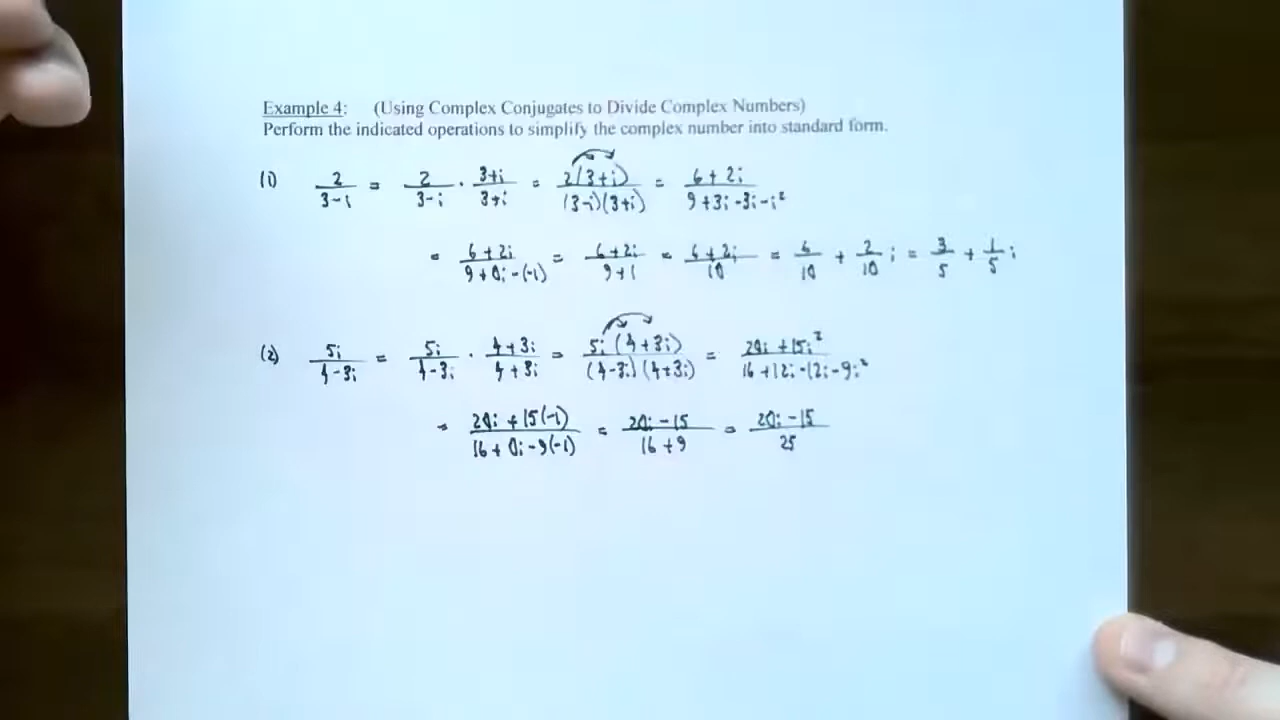 Example 4: (Using Complex Conjugates to Divide Complex Numbers)
Perform the indicated operations to simplify the complex number into standard form.
(1) 2/(3-i) = 2/(3-i) · (3+i)/(3+i) = 2(3+i)/((3-i)(3+i)) = (6+2i)/(9+3i-3i-i²)
= (6+2i)/(9+0i-(-1)) = (6+2i)/(9+1) = (6+2i)/10 = 6/10 + 2/10 i = 3/5 + 1/5 i
(2) 5i/(4-3i) = 5i/(4-3i) · (4+3i)/(4+3i) = 5i(4+3i)/((4-3i)(4+3i)) = (20i+15i²)/(16+12i-12i-9i²)
= (20i+15(-1))/(16+0i-9(-1)) = (20i-15)/(16+9) = (20i-15)/25